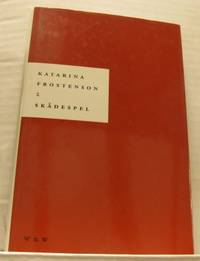 KATARINA
FROSTENSON
2
SKÅDESPEL
W & W